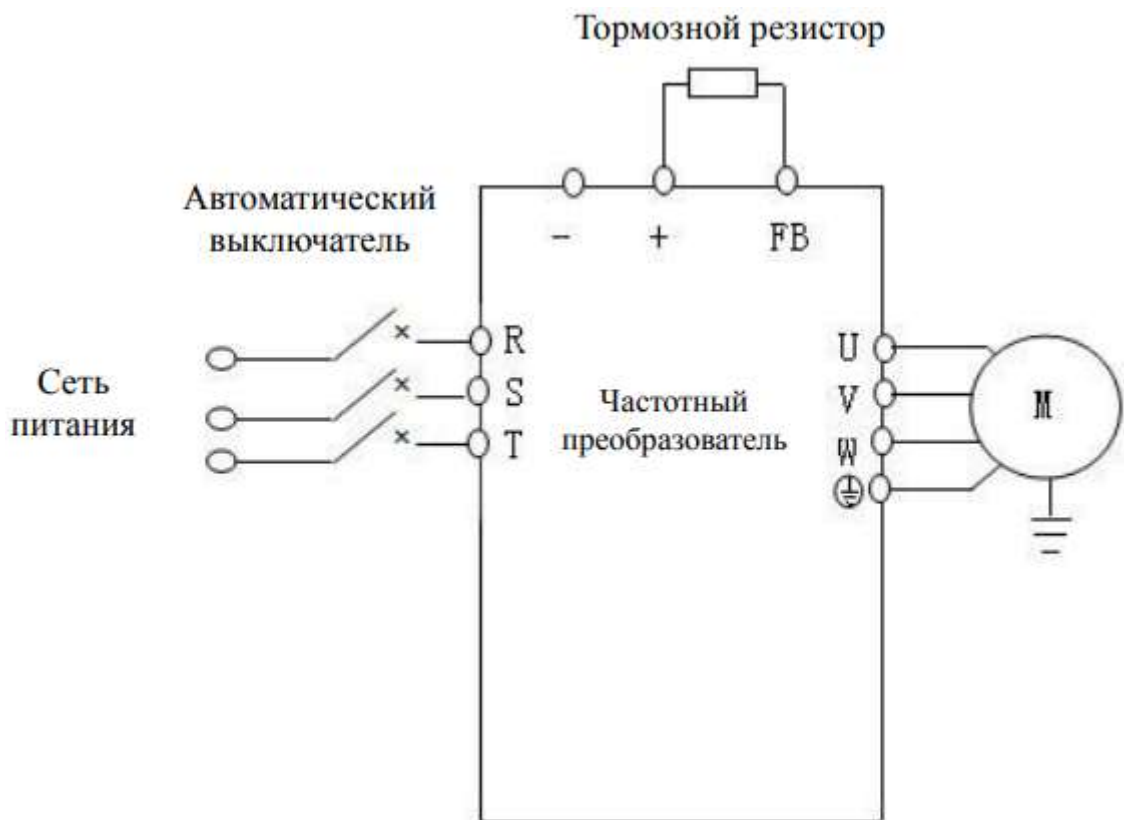 Тормозной резистор
Автоматический
выключатель
- + FB
R
S
T
Сеть
питания
Частотный
преобразователь
U
V
W
M